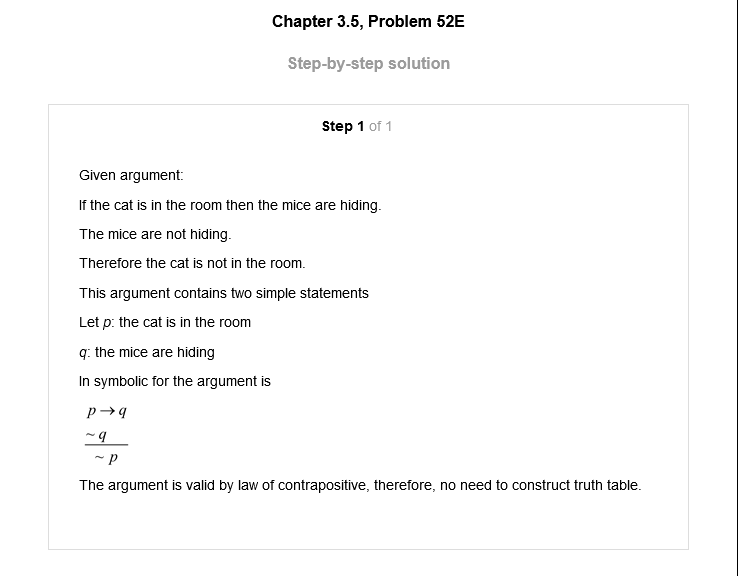 Chapter 3.5, Problem 52E
Step-by-step solution
Step 1 of 1
Given argument:
If the cat is in the room then the mice are hiding.
The mice are not hiding.
Therefore the cat is not in the room.
This argument contains two simple statements
Let p: the cat is in the room
q: the mice are hiding
In symbolic for the argument is
p→q
~q
~p
The argument is valid by law of contrapositive, therefore, no need to construct truth table.